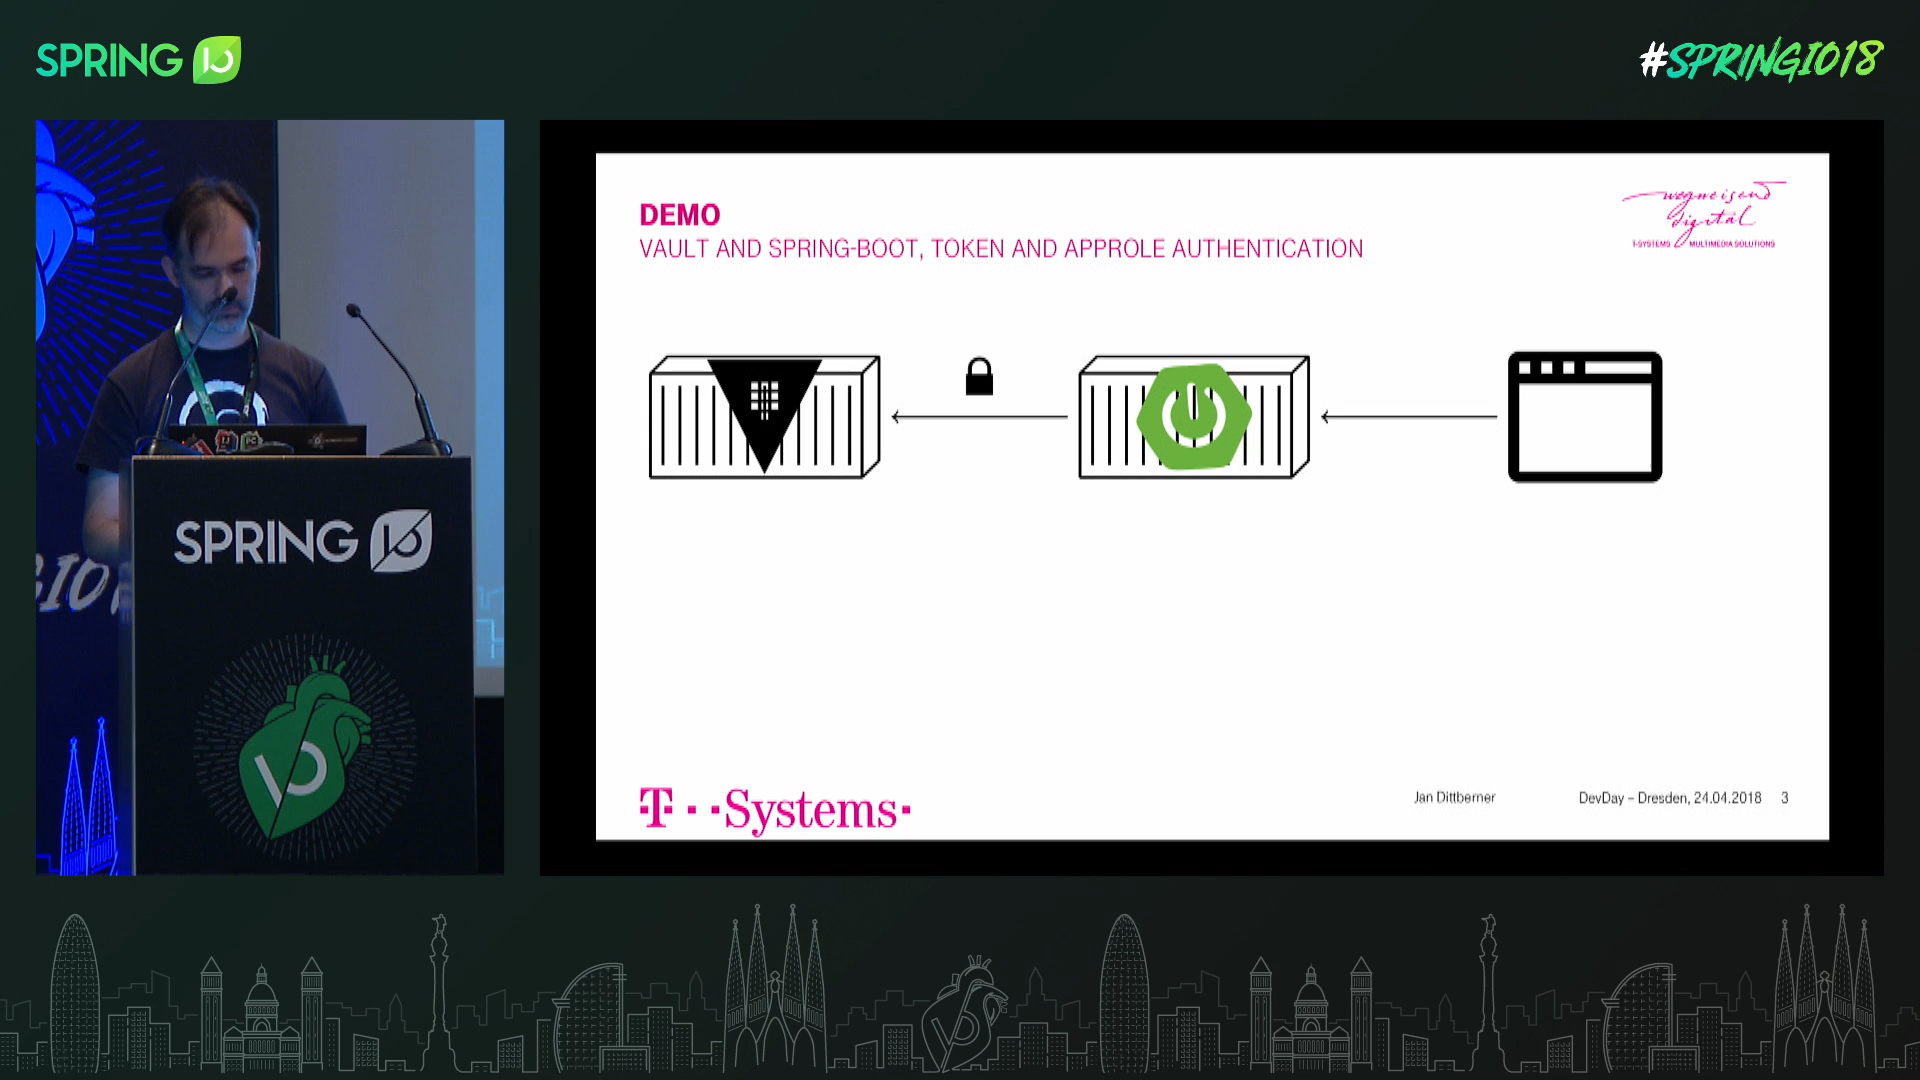 SPRING IO
#SPRINGIO18
DEMO
VAULT AND SPRING-BOOT, TOKEN AND APPROLE AUTHENTICATION
wegweisend
digital
T-SYSTEMS MULTIMEDIA SOLUTIONS
SPRING IO
T··Systems·
Jan Dittberner
DevDay – Dresden, 24.04.2018
3